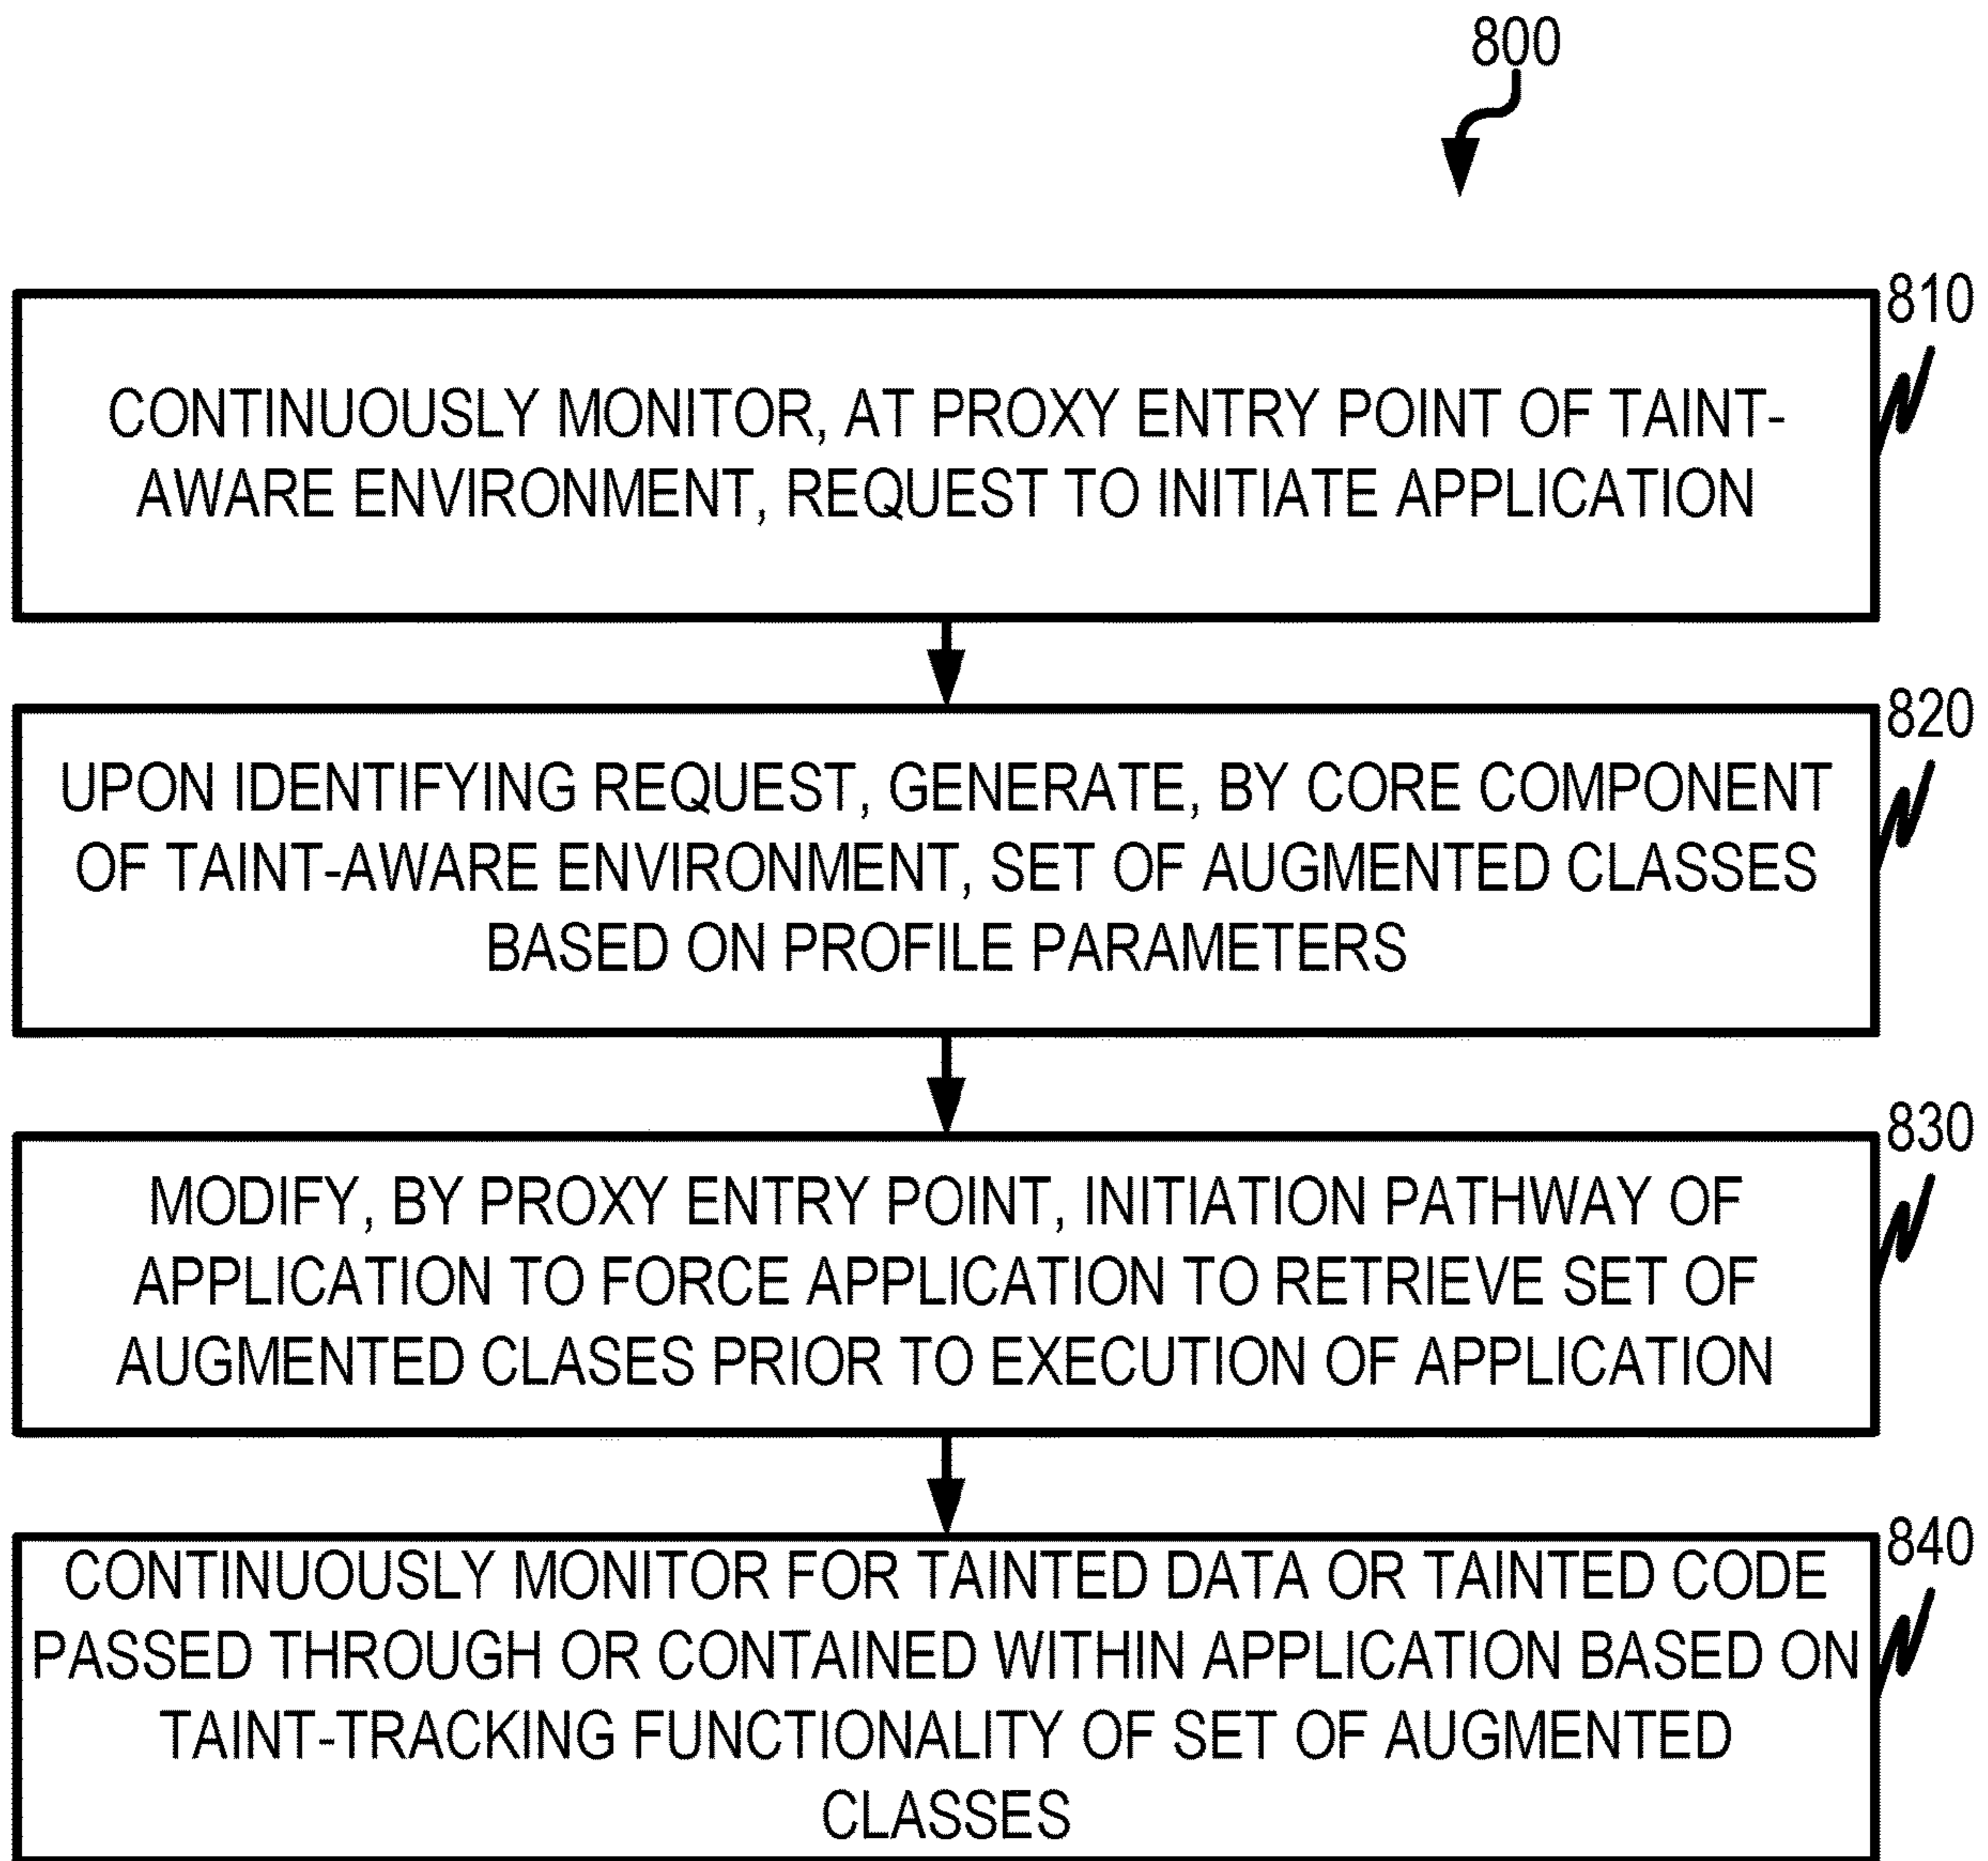 800
810
CONTINUOUSLY MONITOR, AT PROXY ENTRY POINT OF TAINT-
AWARE ENVIRONMENT, REQUEST TO INITIATE APPLICATION
820
UPON IDENTIFYING REQUEST, GENERATE, BY CORE COMPONENT
OF TAINT-AWARE ENVIRONMENT, SET OF AUGMENTED CLASSES
BASED ON PROFILE PARAMETERS
830
MODIFY, BY PROXY ENTRY POINT, INITIATION PATHWAY OF
APPLICATION TO FORCE APPLICATION TO RETRIEVE SET OF
AUGMENTED CLASES PRIOR TO EXECUTION OF APPLICATION
840
CONTINUOUSLY MONITOR FOR TAINTED DATA OR TAINTED CODE
PASSED THROUGH OR CONTAINED WITHIN APPLICATION BASED ON
TAINT-TRACKING FUNCTIONALITY OF SET OF AUGMENTED
CLASSES